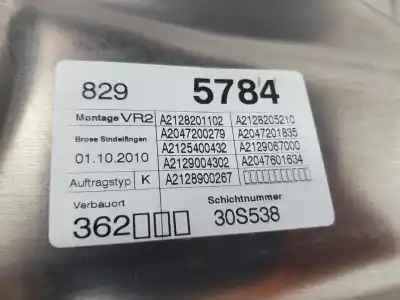 829 5784
Montage VR2 A2128201102 A2128205210
A2047200279 A2047201835
Brose Sindelfingen
A2125400432 A2129067000
01.10.2010
A2129004302 A2047601634
Auftragstyp K A2128900267 □□□□□□□□□□□
Verbauort Schichtnummer
362□□□ 30S538